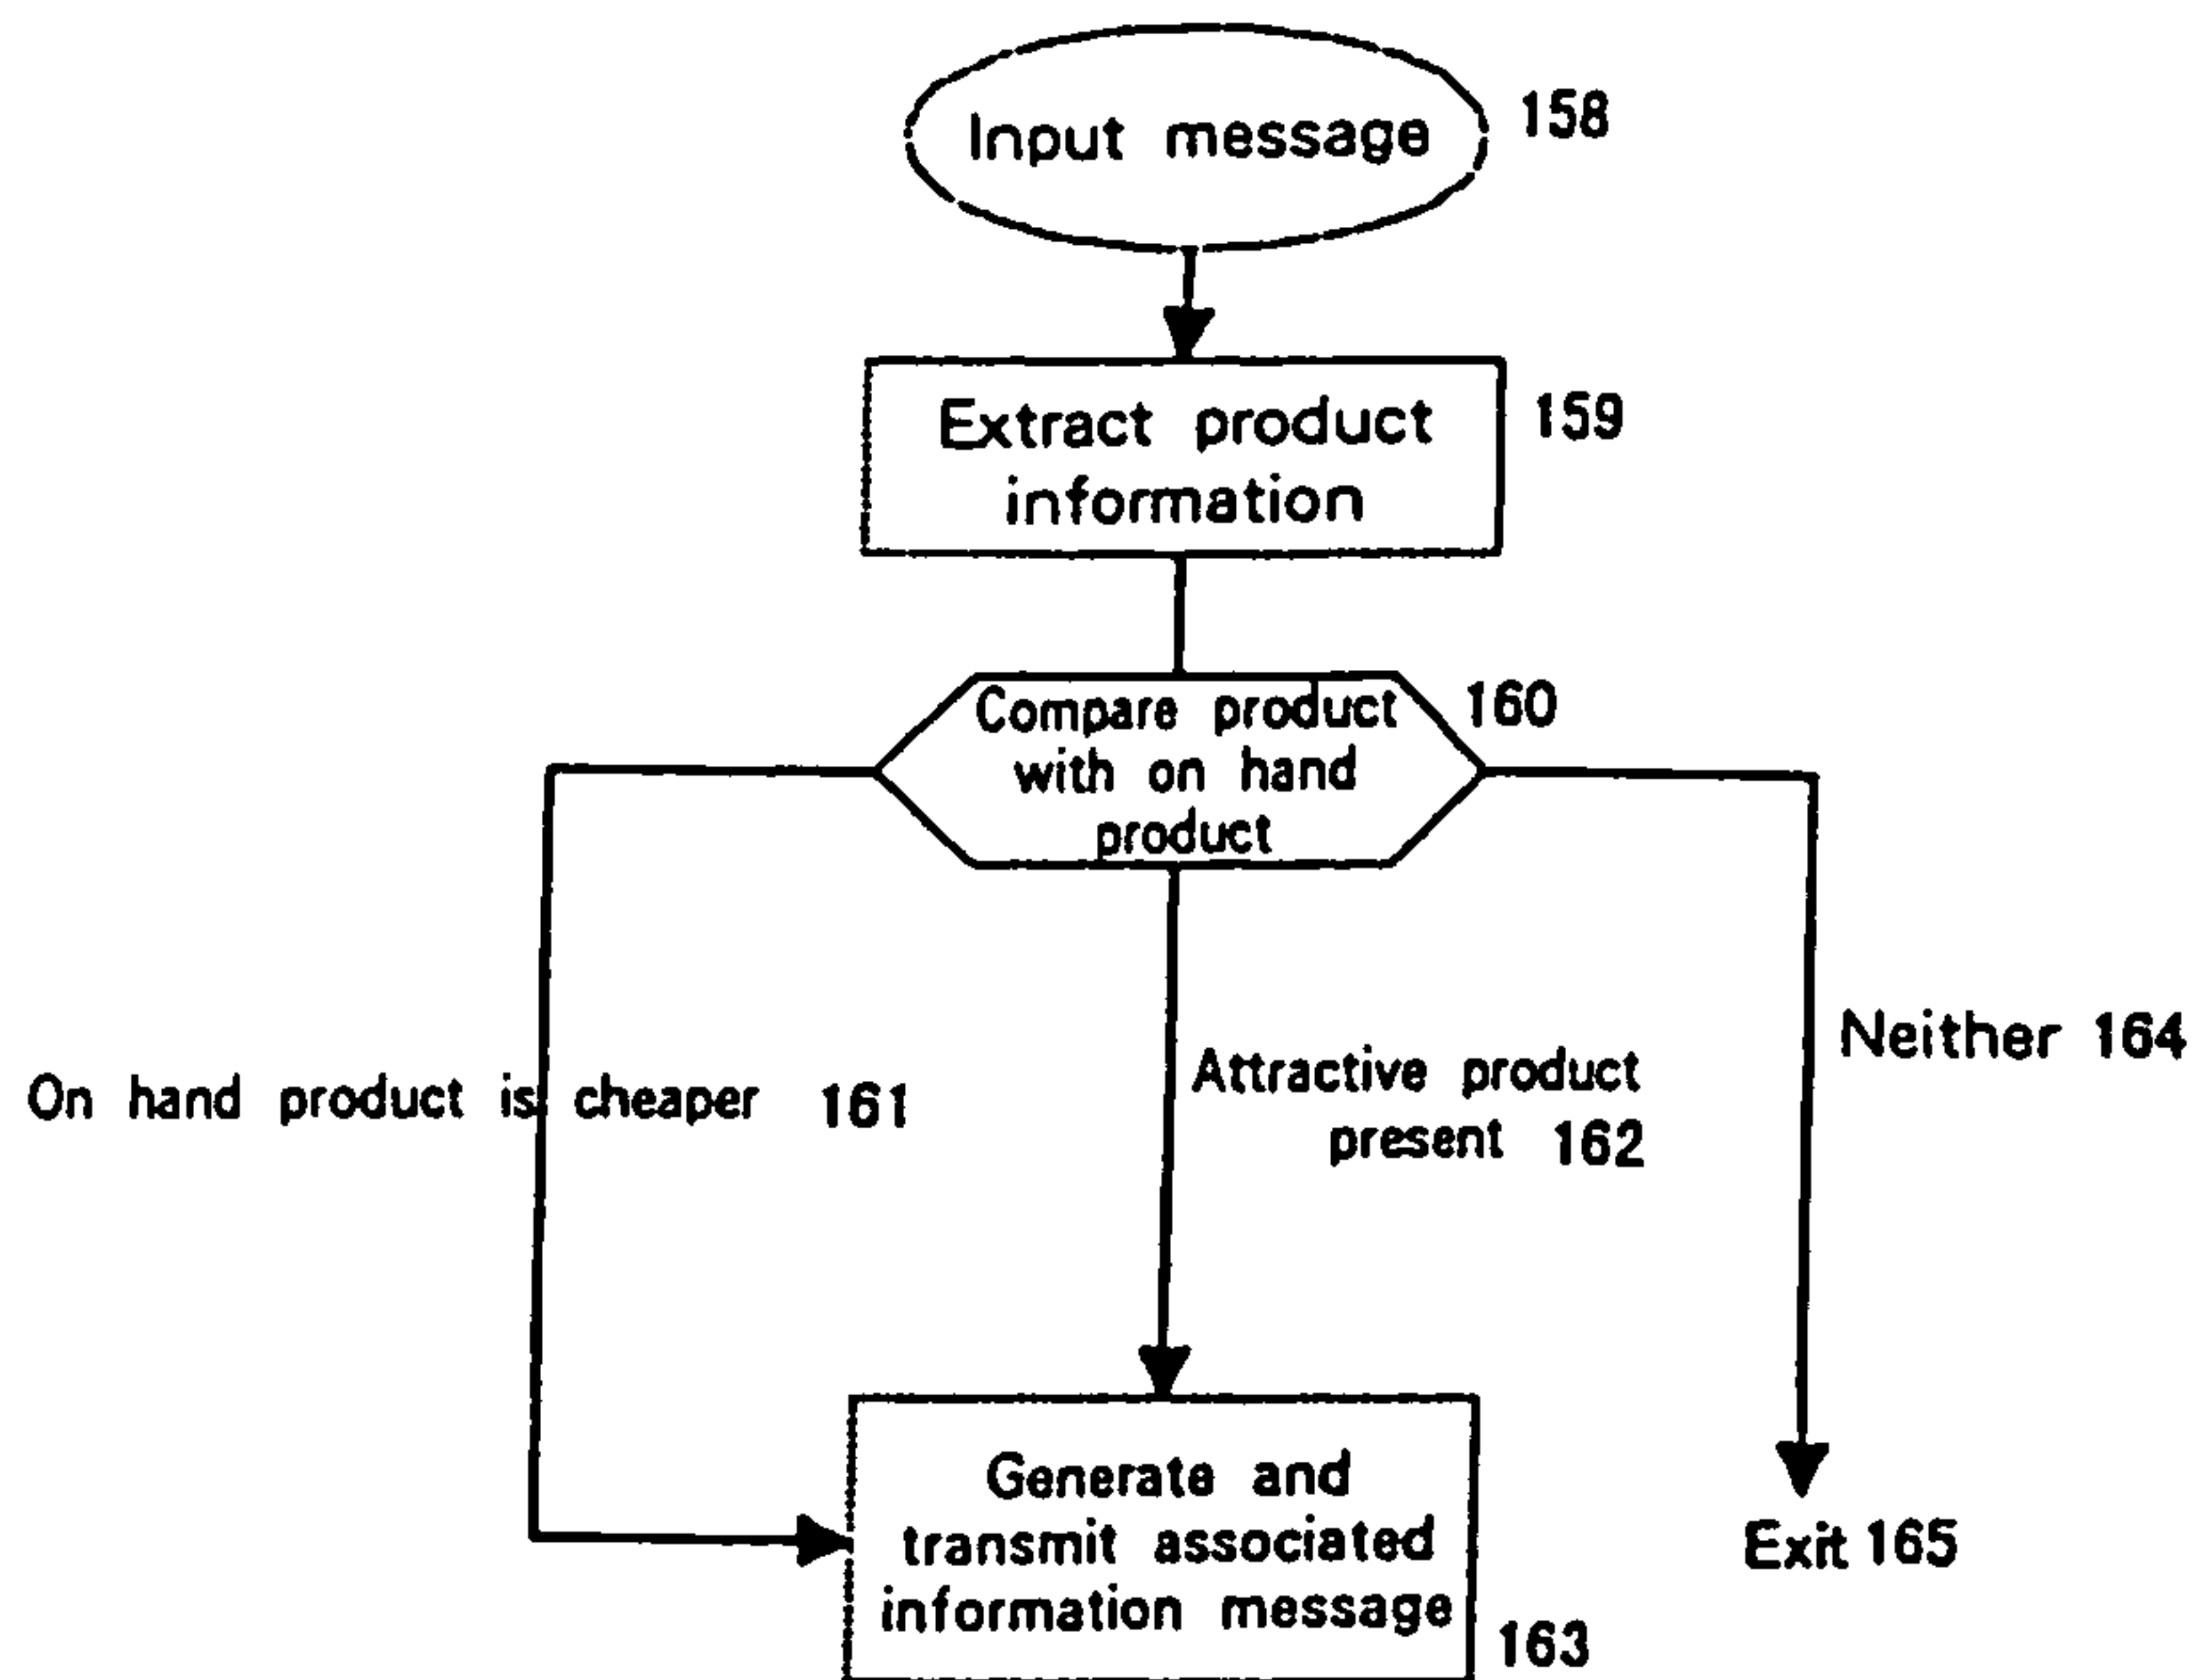 Input message 158
Extract product 159
information
Compare product 160
with on hand
product
Neither 164
Attractive product
present 162
On hand product is cheaper 161
Generate and
transmit associated
information message
163
Exit 165